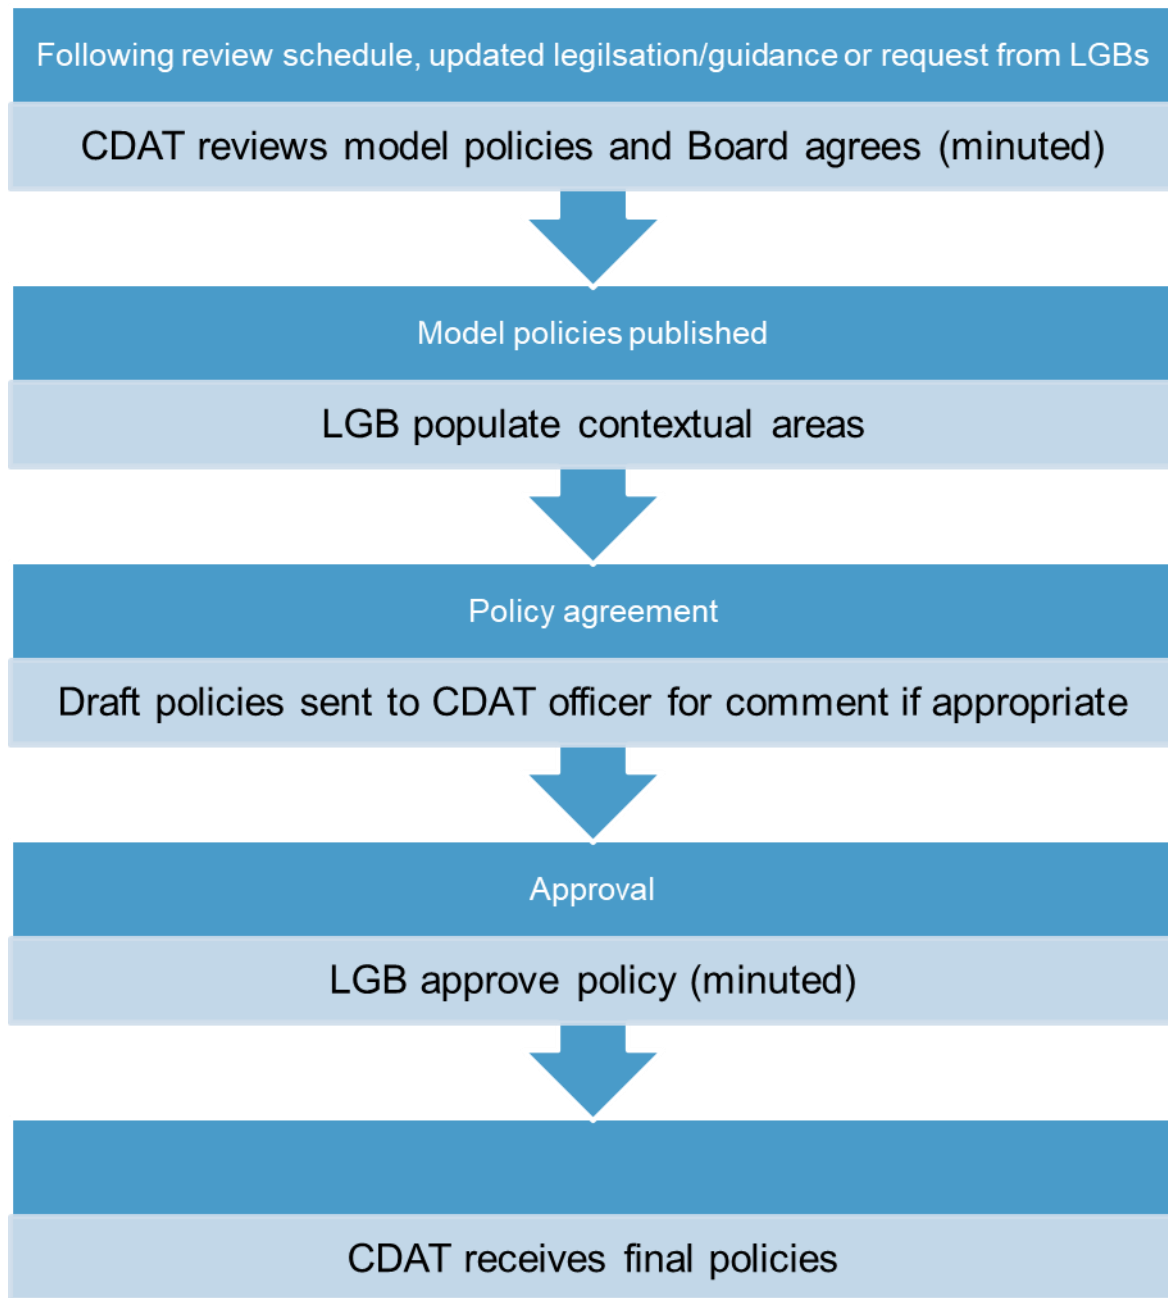 Following review schedule, updated legilsation/guidance or request from LGBs
CDAT reviews model policies and Board agrees (minuted)
Model policies published
LGB populate contextual areas
Policy agreement
Draft policies sent to CDAT officer for comment if appropriate
Approval
LGB approve policy (minuted)
CDAT receives final policies